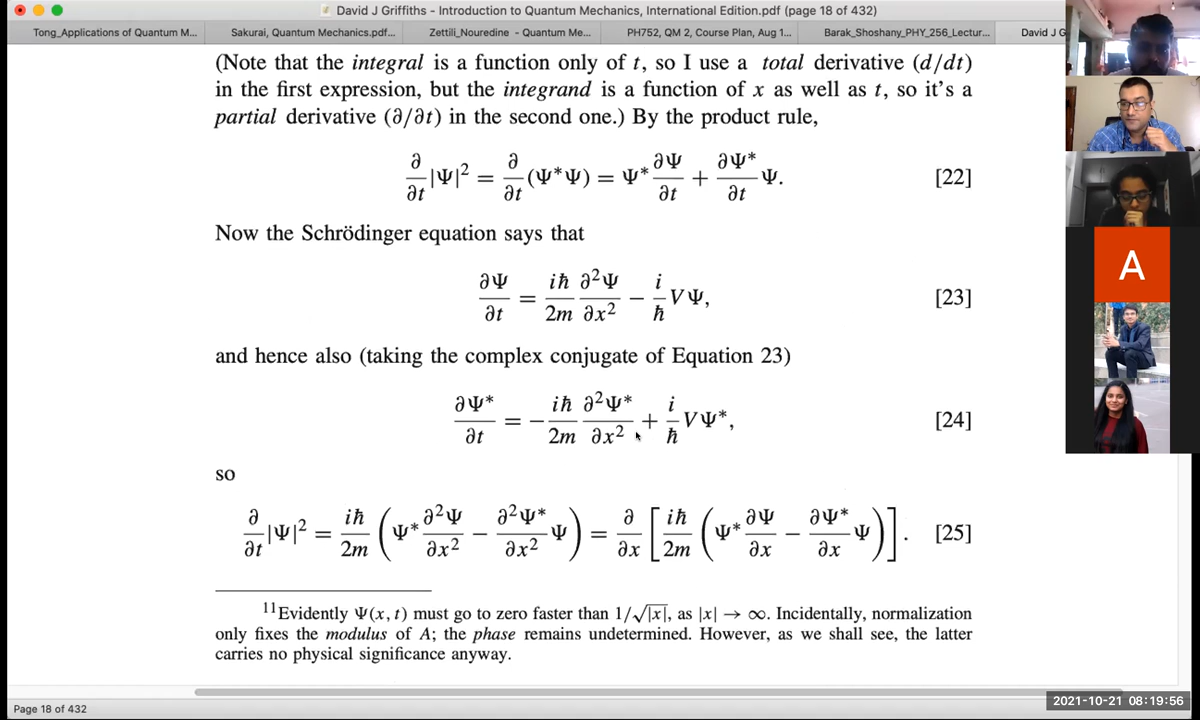 David J Griffiths - Introduction to Quantum Mechanics, International Edition.pdf (page 18 of 432)
Tong_Applications of Quantum M... Sakurai, Quantum Mechanics.pdf... Zettili_Nouredine - Quantum Me... PH752, QM 2, Course Plan, Aug 1... Barak_Shoshany_PHY_256_Lectur... David J G
(Note that the integral is a function only of t, so I use a total derivative (d/dt)
in the first expression, but the integrand is a function of x as well as t, so it's a
partial derivative (∂/∂t) in the second one.) By the product rule,
∂/∂t |Ψ|² = ∂/∂t (Ψ*Ψ) = Ψ* ∂Ψ/∂t + ∂Ψ*/∂t Ψ. [22]
Now the Schrödinger equation says that
∂Ψ/∂t = iħ/2m ∂²Ψ/∂x² − i/ħ VΨ, [23]
and hence also (taking the complex conjugate of Equation 23)
∂Ψ*/∂t = − iħ/2m ∂²Ψ*/∂x² + i/ħ VΨ*, [24]
so
∂/∂t |Ψ|² = iħ/2m (Ψ* ∂²Ψ/∂x² − ∂²Ψ*/∂x² Ψ) = ∂/∂x [iħ/2m (Ψ* ∂Ψ/∂x − ∂Ψ*/∂x Ψ)]. [25]
¹¹Evidently Ψ(x, t) must go to zero faster than 1/√|x|, as |x| → ∞. Incidentally, normalization
only fixes the modulus of A; the phase remains undetermined. However, as we shall see, the latter
carries no physical significance anyway.
Page 18 of 432
A
2021-10-21 08:19:56